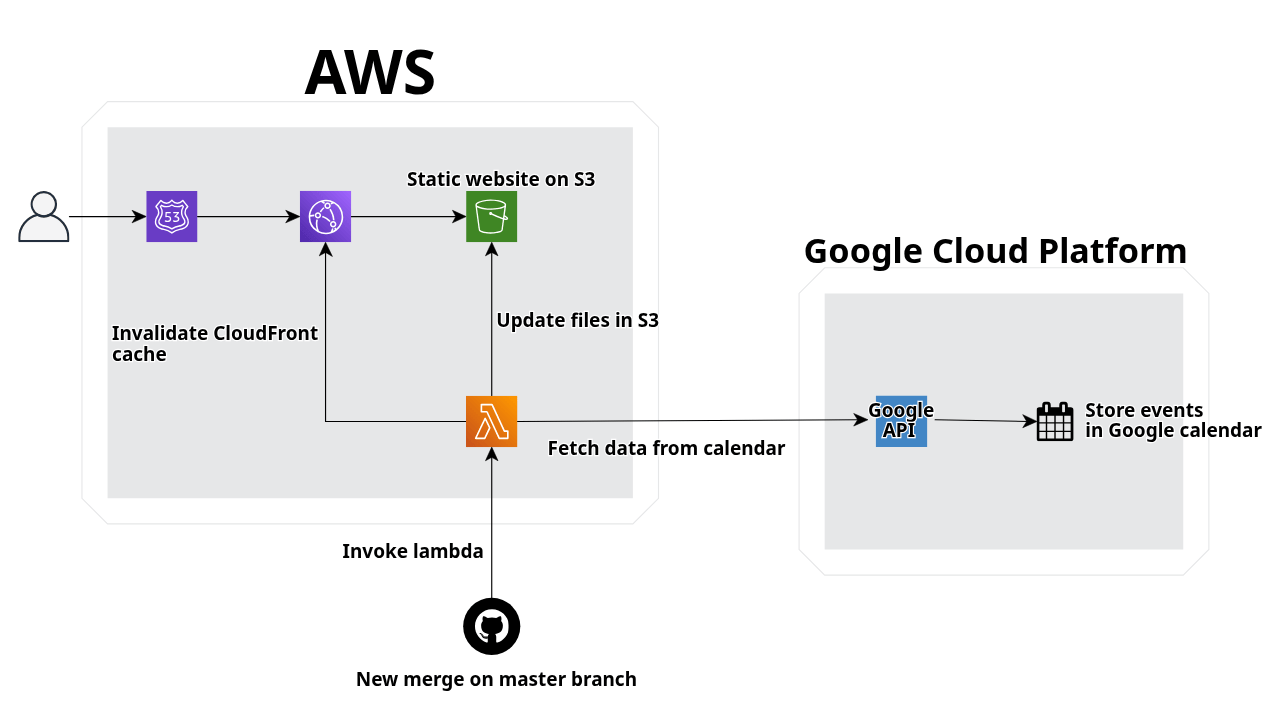 AWS
Static website on S3
53
Google Cloud Platform
Invalidate CloudFront
cache
Update files in S3
Google
API
Store events
in Google calendar
Fetch data from calendar
Invoke lambda
New merge on master branch